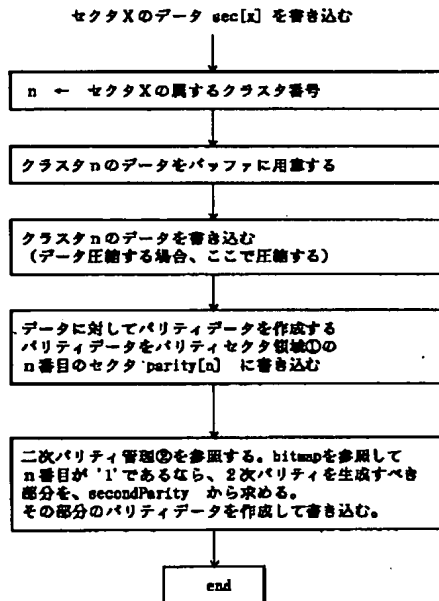 セクタXのデータ sec[x] を書き込む
n ← セクタXの属するクラスタ番号
クラスタnのデータをバッファに用意する
クラスタnのデータを書き込む
(データ圧縮する場合、ここで圧縮する)
データに対してパリティデータを作成する
パリティデータをパリティセクタ領域①の
n番目のセクタ parity[n] に書き込む
二次パリティ管理②を参照する。bitmapを参照して
n番目が '1' であるなら、2次パリティを生成すべき
部分を、secondParity から求める。
その部分のパリティデータを作成して書き込む。
end